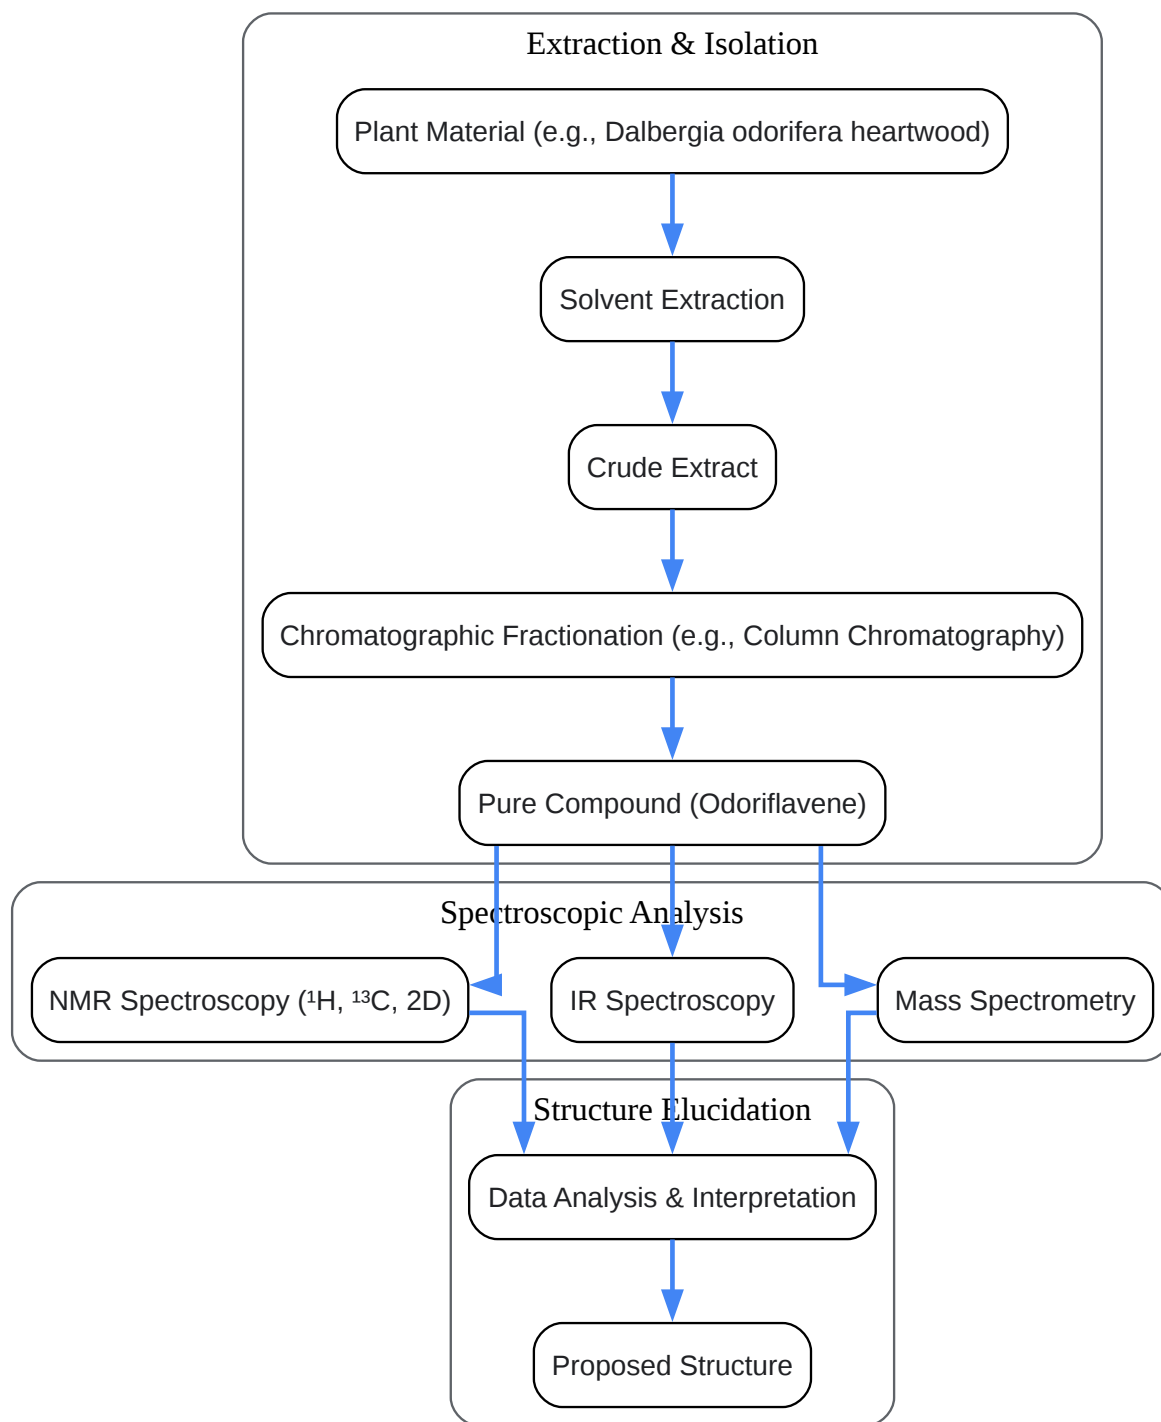 Extraction & Isolation
Plant Material (e.g., Dalbergia odorifera heartwood)
Solvent Extraction
Crude Extract
Chromatographic Fractionation (e.g., Column Chromatography)
Pure Compound (Odoriflavene)
Spectroscopic Analysis
NMR Spectroscopy (¹H, ¹³C, 2D)
IR Spectroscopy
Mass Spectrometry
Structure Elucidation
Data Analysis & Interpretation
Proposed Structure